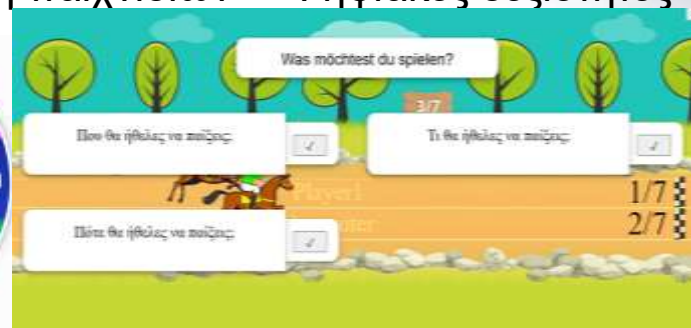 Was möchtest du spielen?
3/7
Που θα ήθελες να παίξεις;
Τι θα ήθελες να παίξεις;
Player1
1/7
2/7
Πότε θα ήθελες να παίξεις;